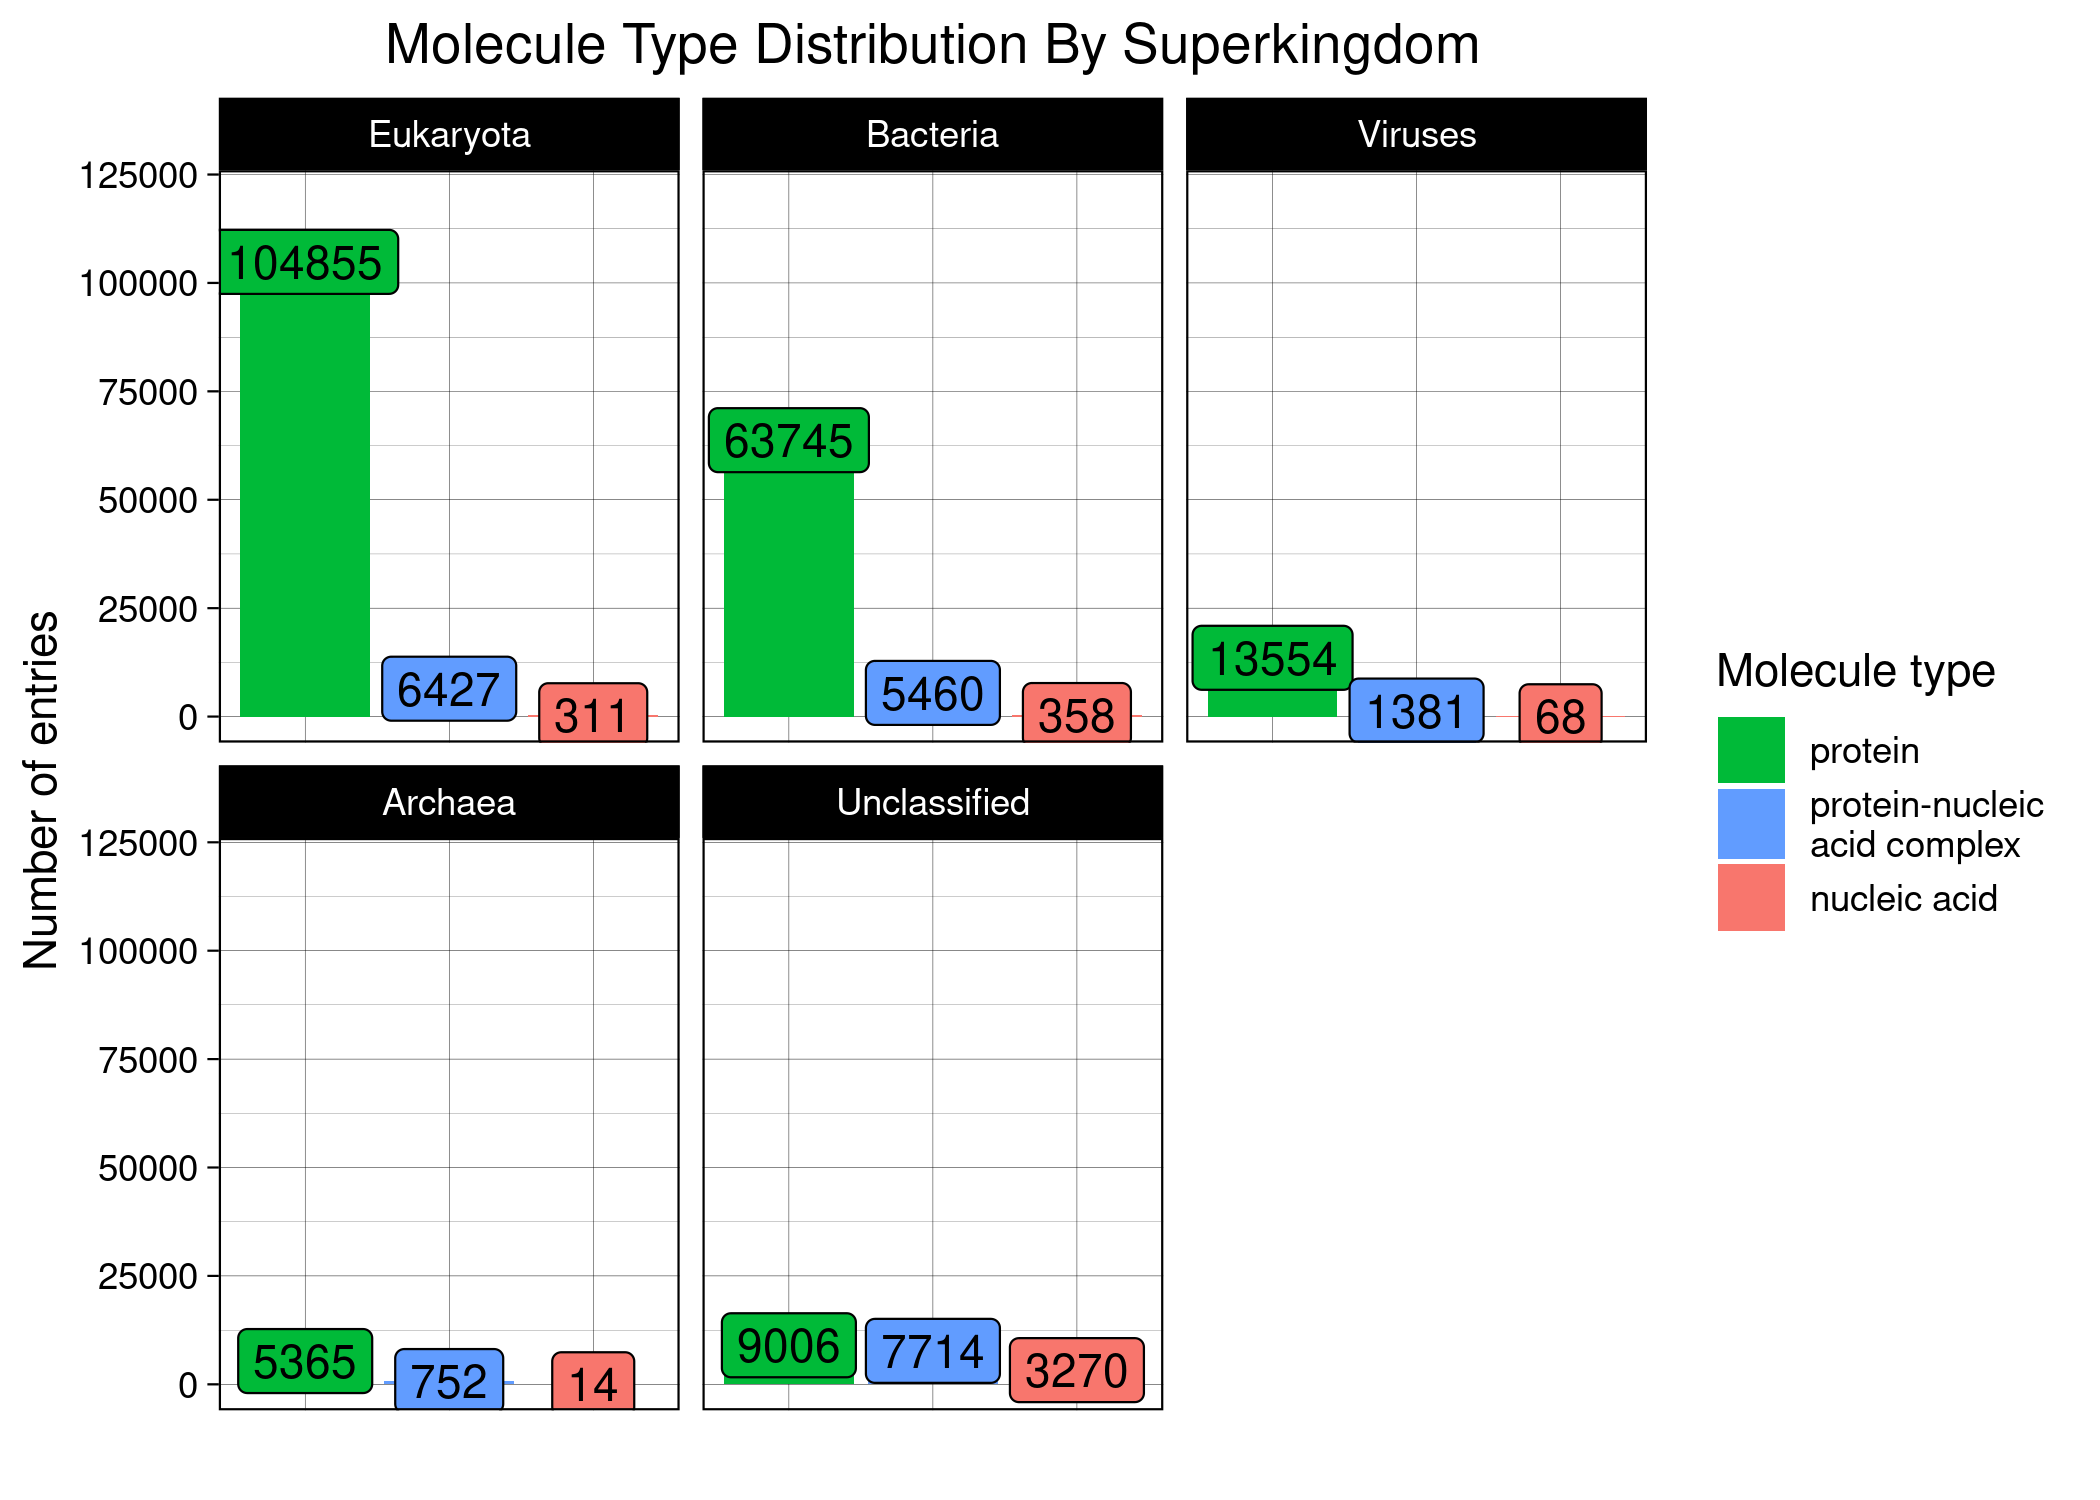 Molecule Type Distribution By Superkingdom
Eukaryota
Bacteria
Viruses
125000
100000
75000
50000
25000
0
104855
6427
311
63745
5460
358
13554
1381
68
Archaea
Unclassified
125000
100000
75000
50000
25000
0
5365
752
14
9006
7714
3270
Number of entries
Molecule type
protein
protein-nucleic
acid complex
nucleic acid